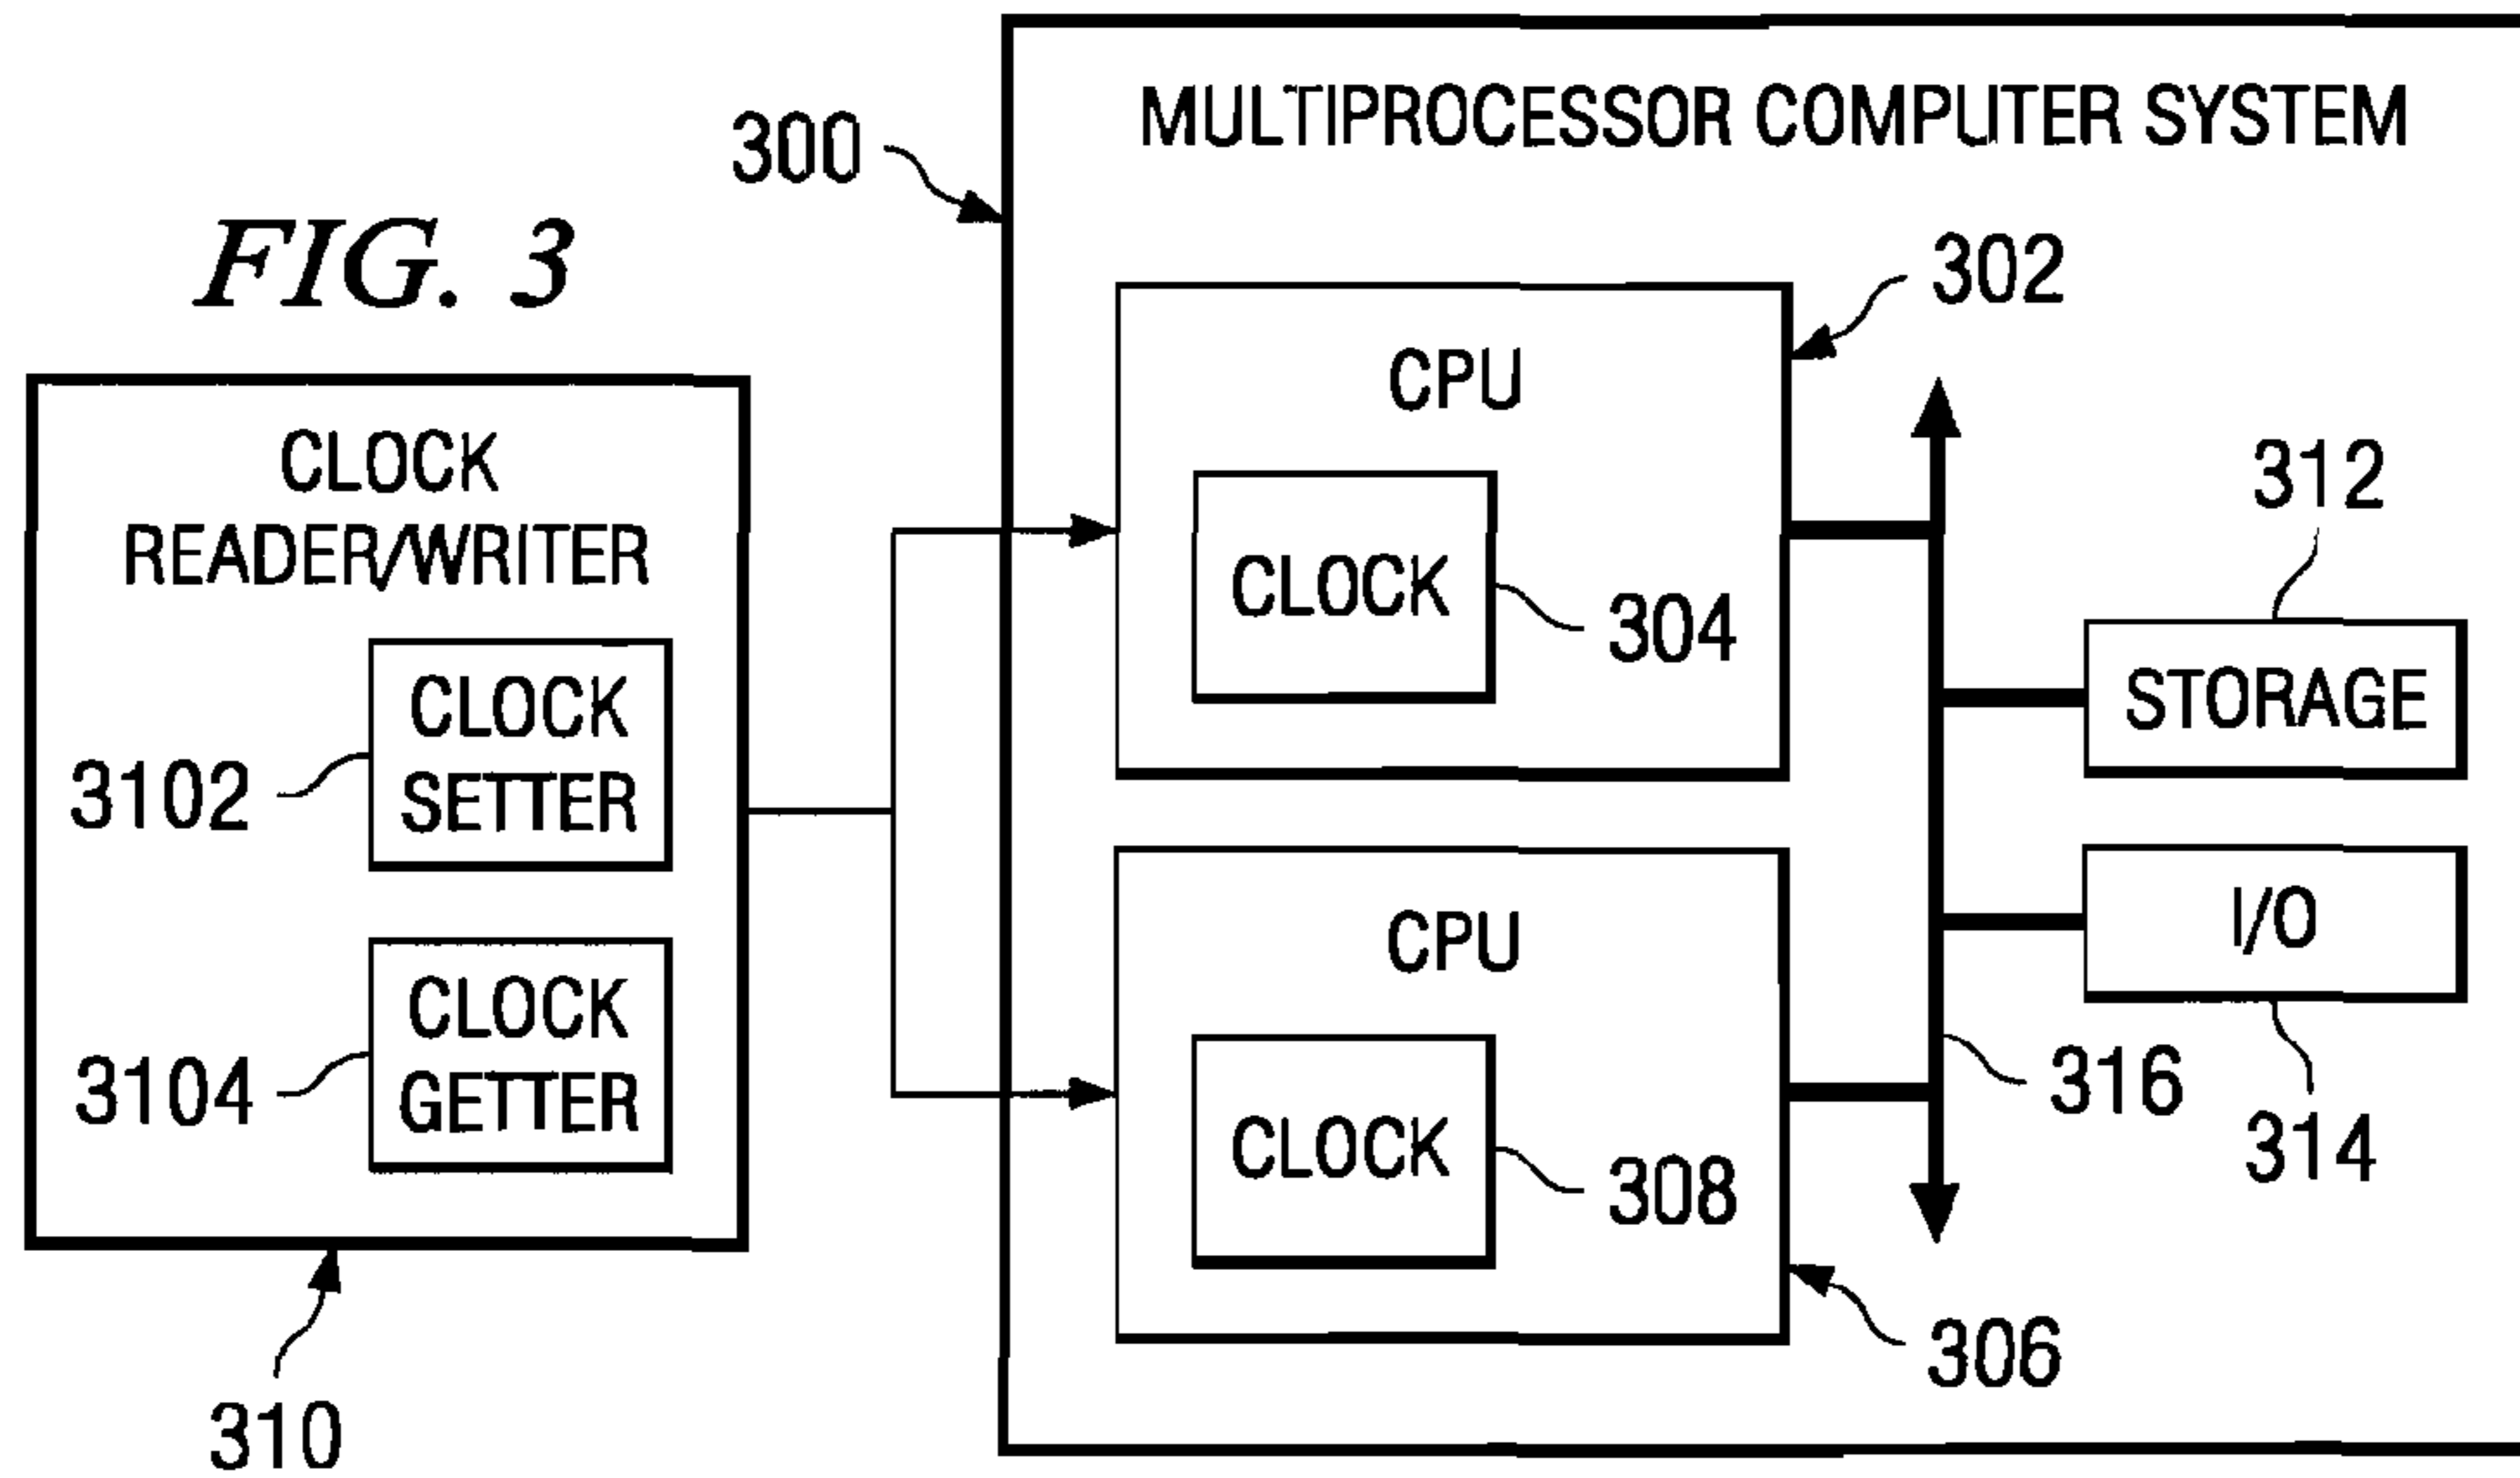 FIG. 3
300
MULTIPROCESSOR COMPUTER SYSTEM
302
CPU
CLOCK
304
312
STORAGE
I/O
314
316
CPU
CLOCK
308
306
CLOCK
READER/WRITER
CLOCK
SETTER
3102
CLOCK
GETTER
3104
310